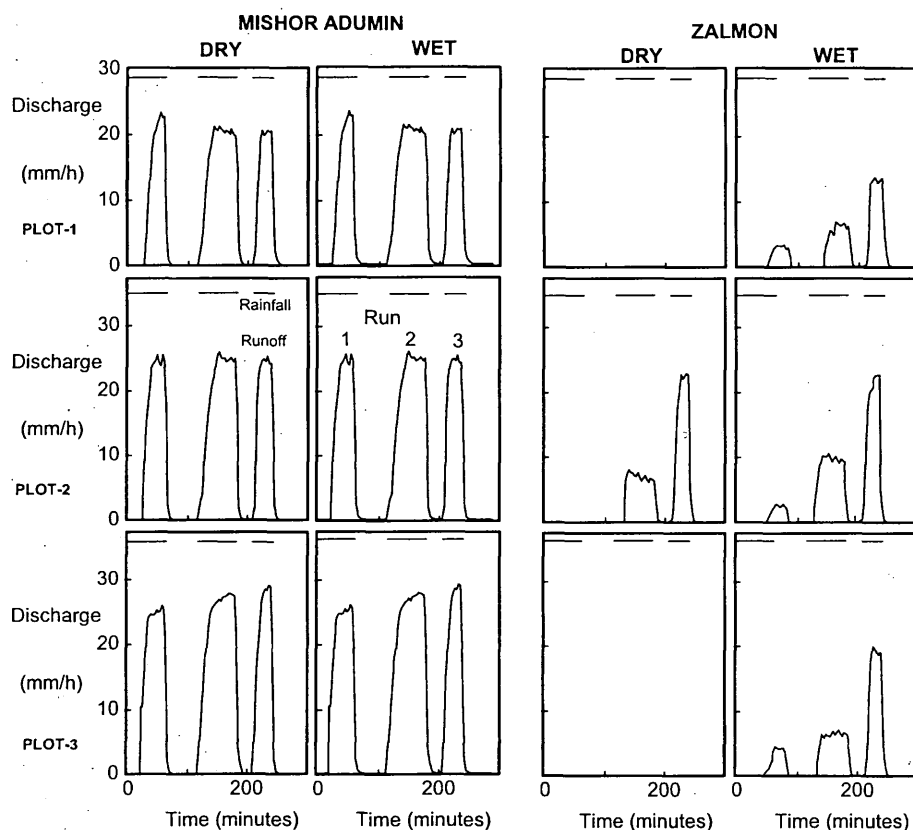 MISHOR ADUMIN
ZALMON
DRY WET DRY WET
30
Discharge
20
(mm/h)
10
PLOT-1
0
Rainfall
30
Run
Runoff 1 2 3
Discharge
20
(mm/h)
10
PLOT-2
0
30
Discharge
20
(mm/h)
10
PLOT-3
0
0 200 0 200 0 200 0 200
Time (minutes) Time (minutes) Time (minutes) Time (minutes)